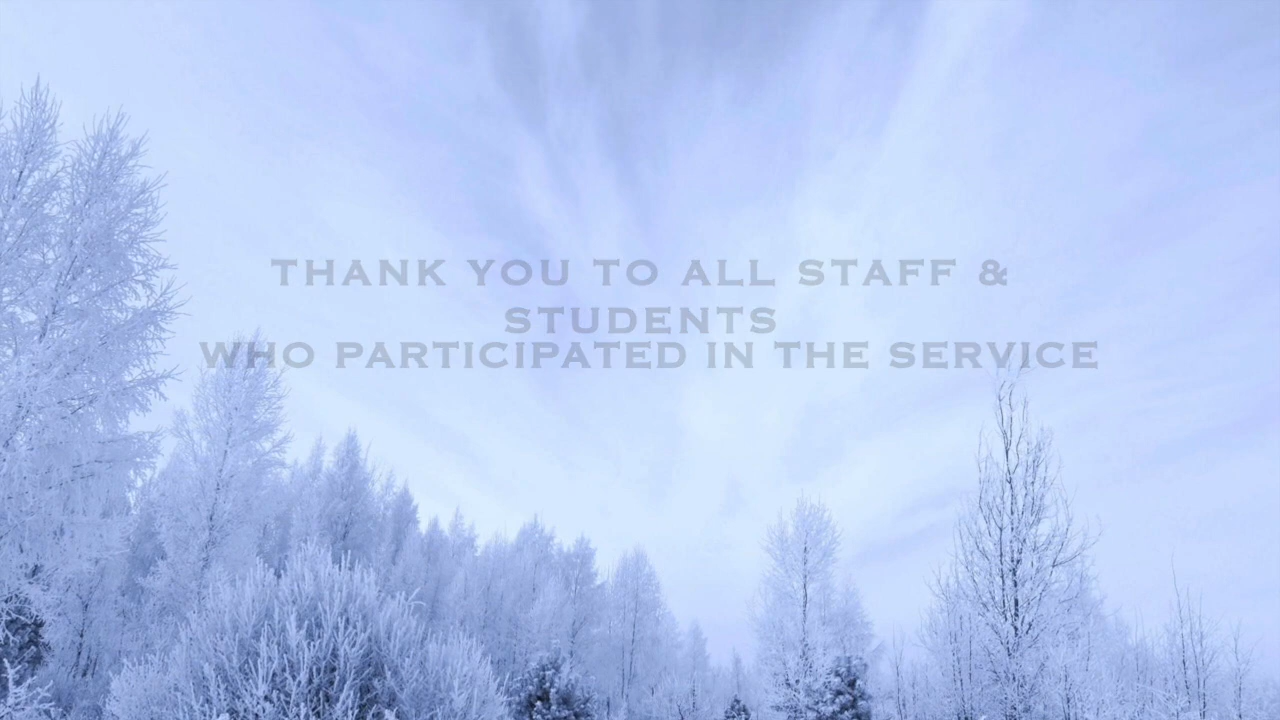 THANK YOU TO ALL STAFF &
STUDENTS
WHO PARTICIPATED IN THE SERVICE